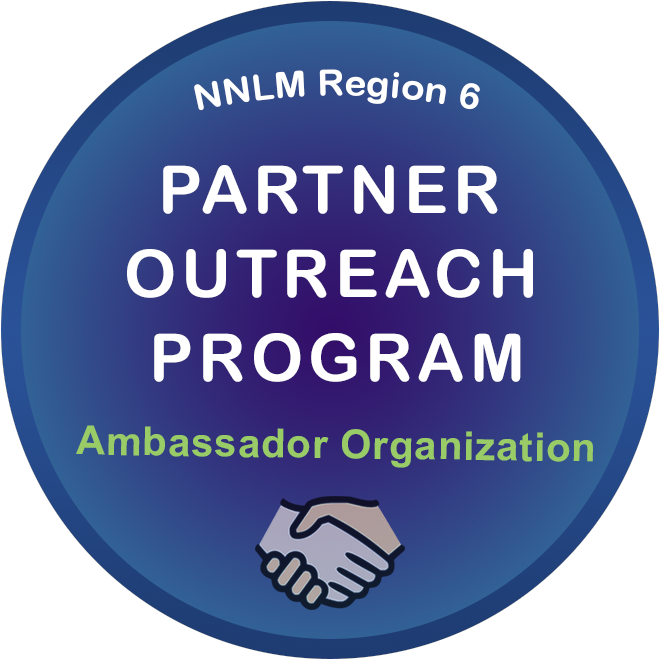 NNLM Region 6
PARTNER
OUTREACH
PROGRAM
Ambassador Organization